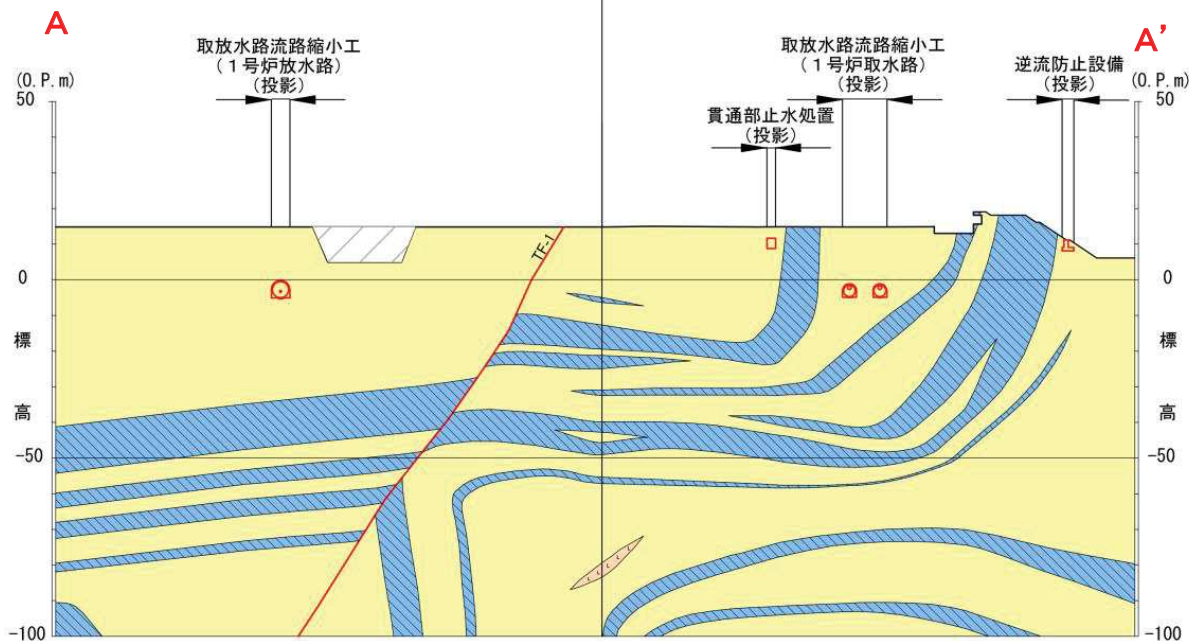 A
A'
取放水路流路縮小工
(1号炉放水路)
(投影)
取放水路流路縮小工
(1号炉取水路)
(投影)
逆流防止設備
(投影)
貫通部止水処置
(投影)
(O.P.m)
(O.P.m)
50
50
TF-1
0
0
標
高
標
高
-50
-50
-100
-100